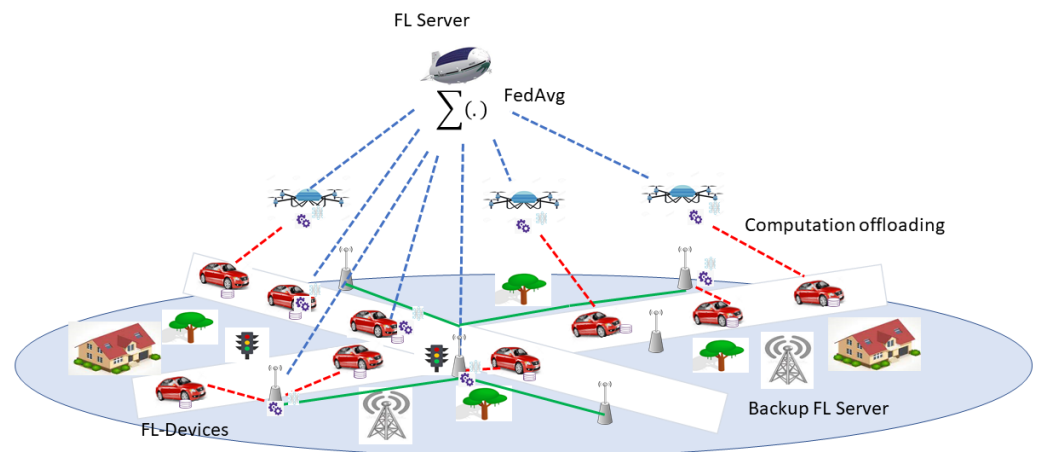 FL Server
FedAvg
∑(.)
Computation offloading
Backup FL Server
FL-Devices